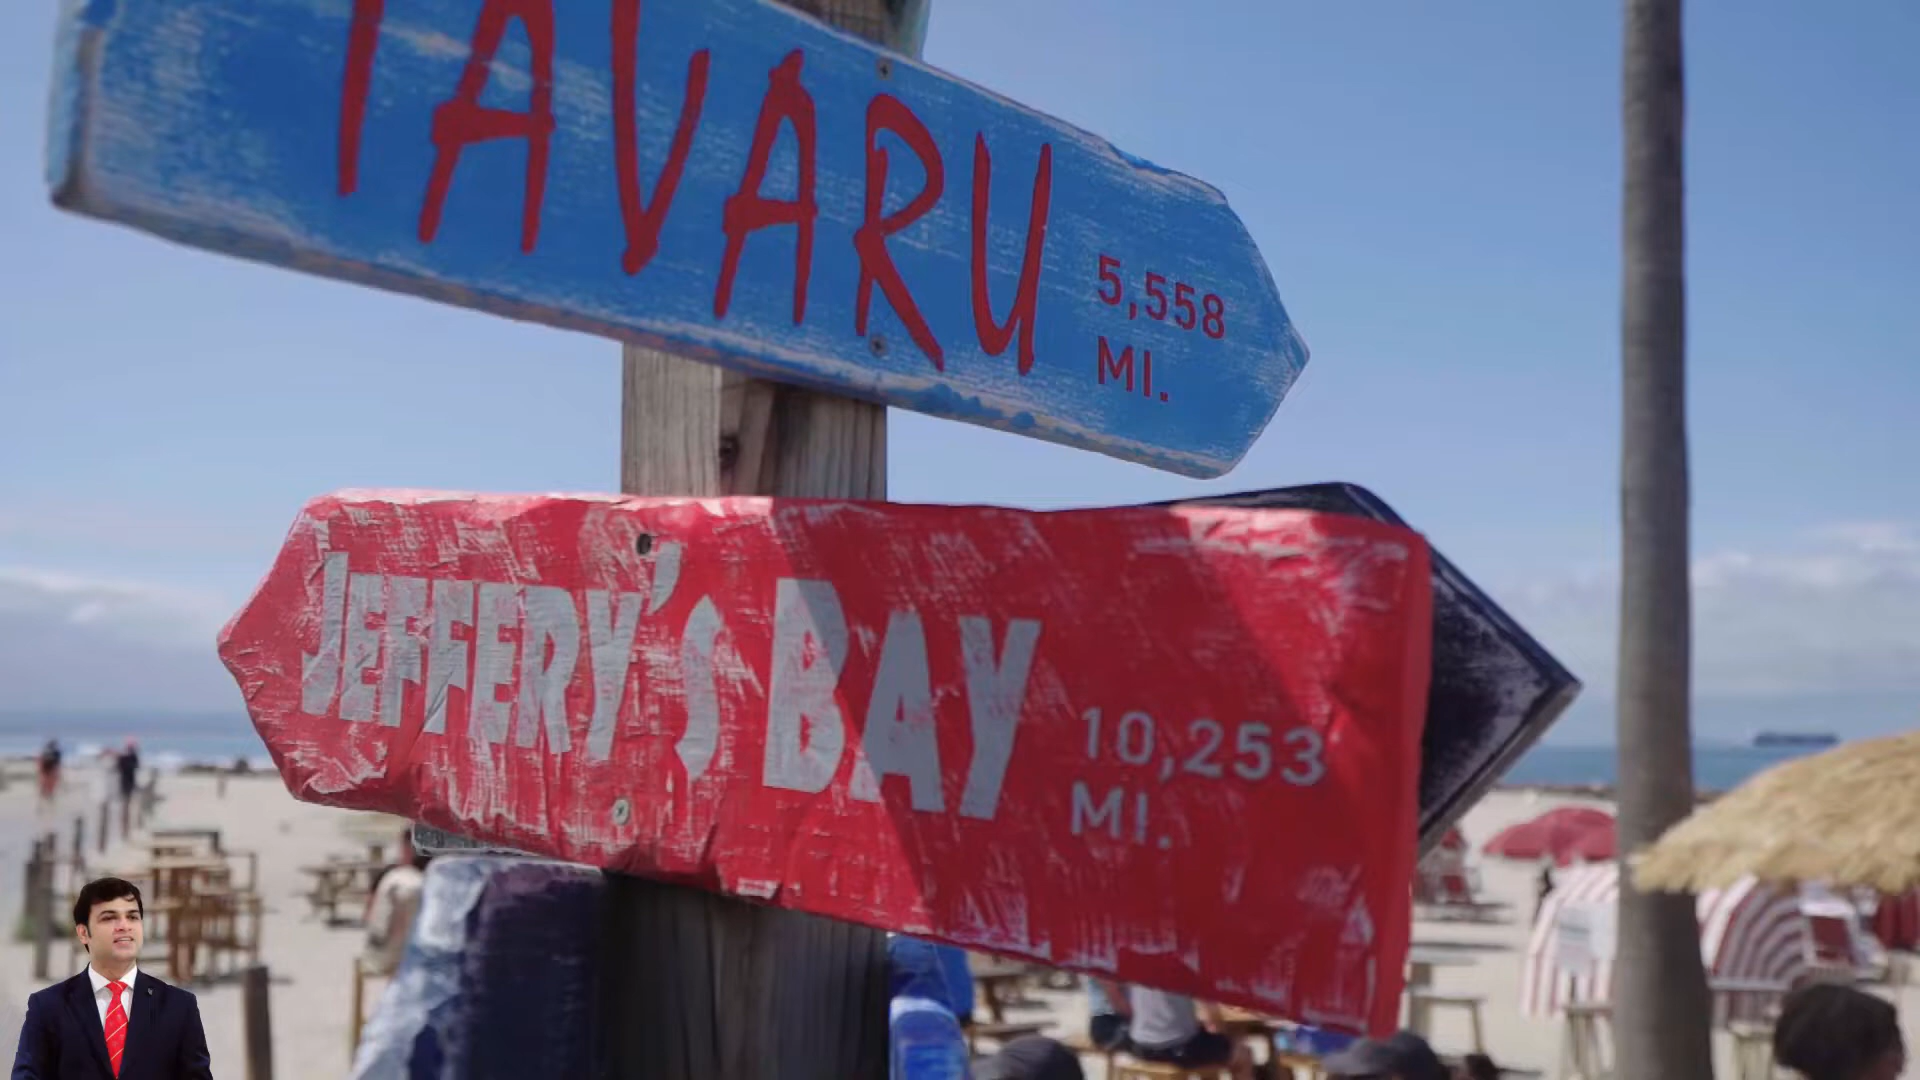 TAVARU
5,558
MI.
JEFFERY'S BAY
10,253
MI.